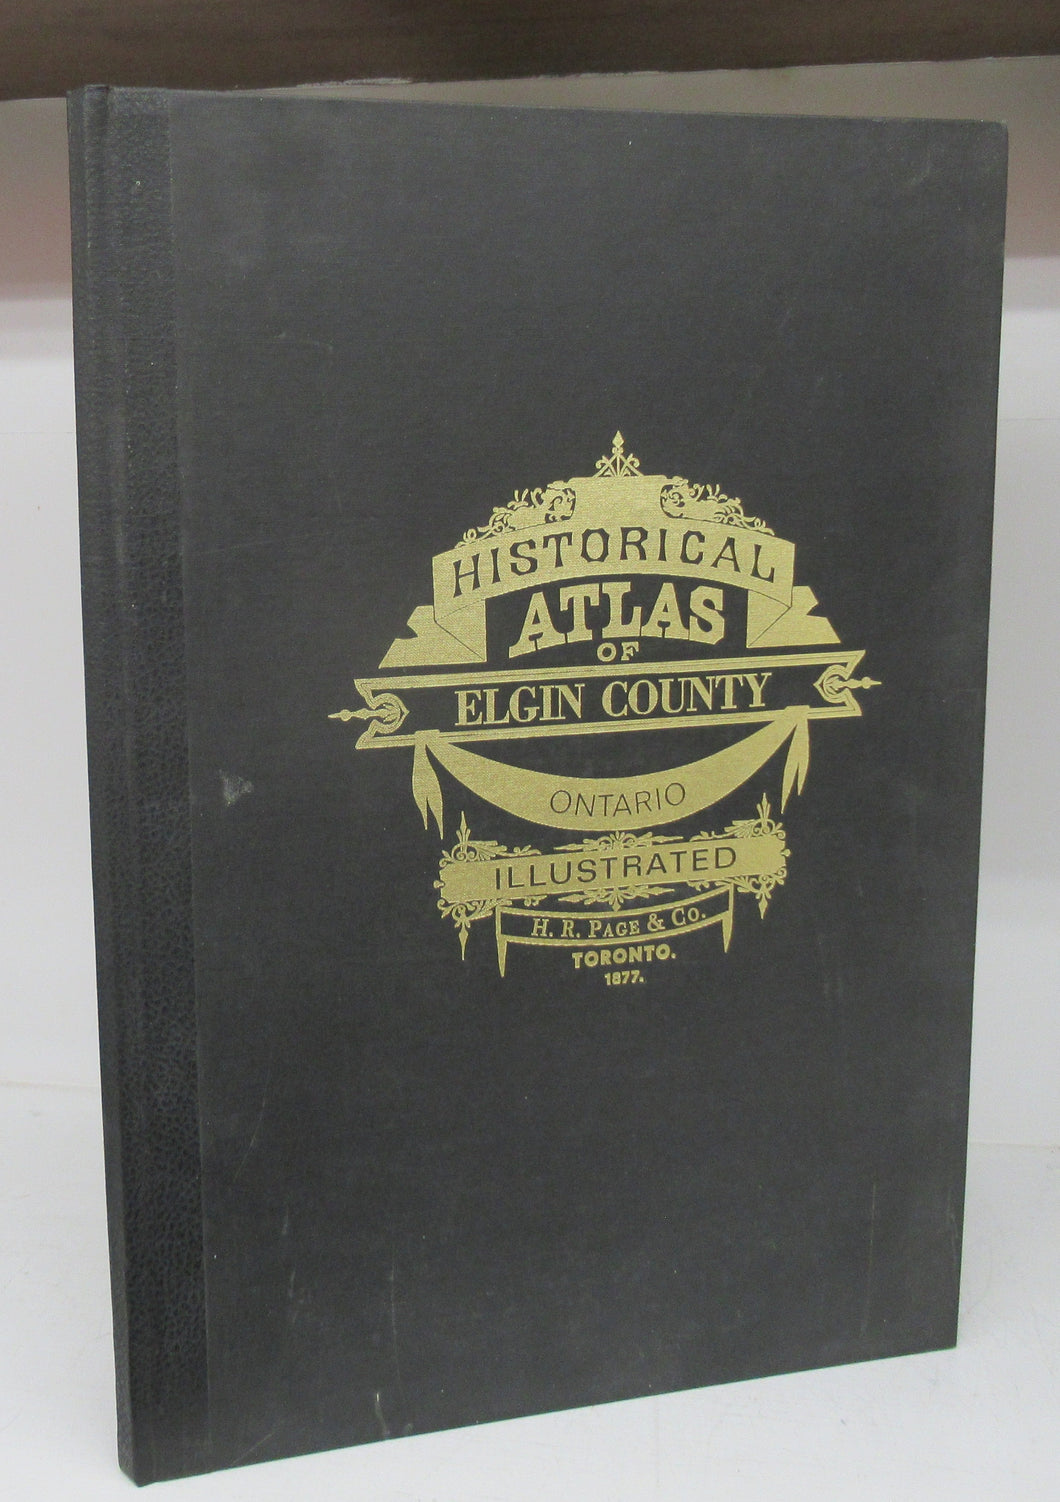 HISTORICAL
ATLAS
OF
ELGIN COUNTY
ONTARIO
ILLUSTRATED
H. R. PAGE & CO.
TORONTO.
1877.